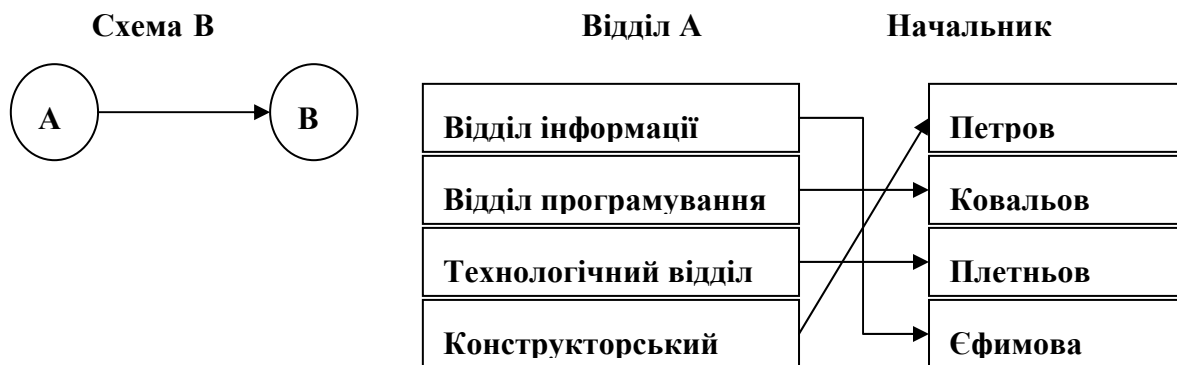 Схема В Відділ А Начальник
А В
Відділ інформації Петров
Відділ програмування Ковальов
Технологічний відділ Плетньов
Конструкторський Єфимова